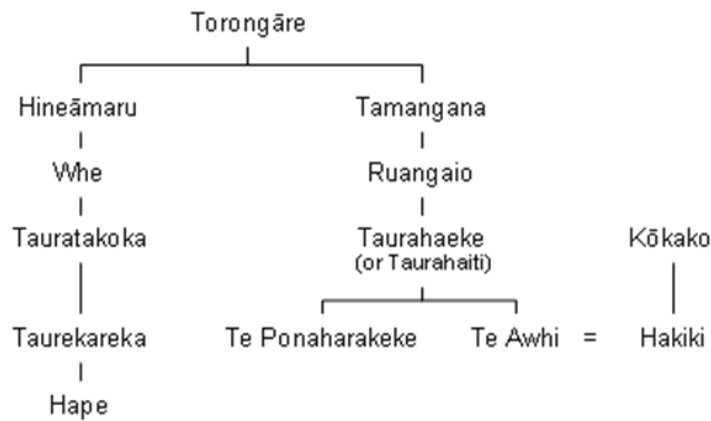 Torongāre
Hineāmaru Tamangana
Whe Ruangaio
Tauratakoka Taurahaeke Kōkako
(or Taurahaiti)
Taurekareka Te Ponaharakeke Te Awhi = Hakiki
Hape